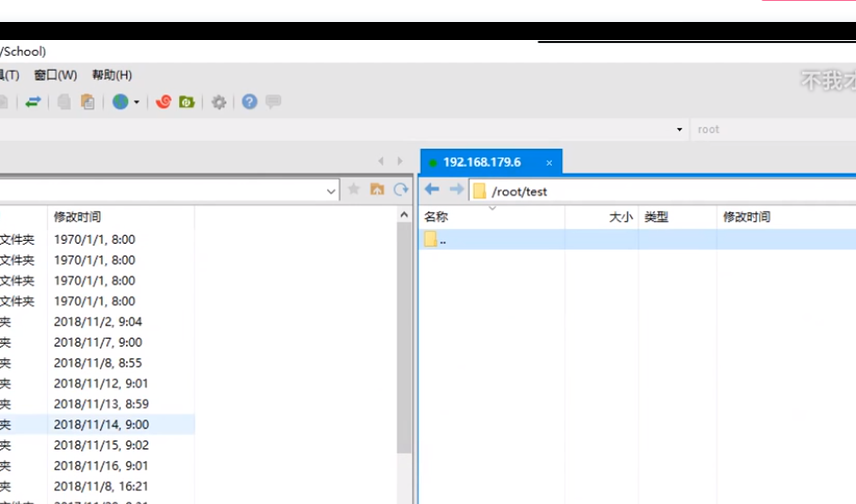 /School)
(T) 窗口(W) 帮助(H)
不我
root
192.168.179.6
/root/test
修改时间
名称 大小 类型 修改时间
文件夹 1970/1/1, 8:00
..
文件夹 1970/1/1, 8:00
文件夹 1970/1/1, 8:00
文件夹 1970/1/1, 8:00
夹 2018/11/2, 9:04
夹 2018/11/7, 9:00
夹 2018/11/8, 8:55
夹 2018/11/12, 9:01
夹 2018/11/13, 8:59
夹 2018/11/14, 9:00
夹 2018/11/15, 9:02
夹 2018/11/16, 9:01
夹 2018/11/8, 16:21